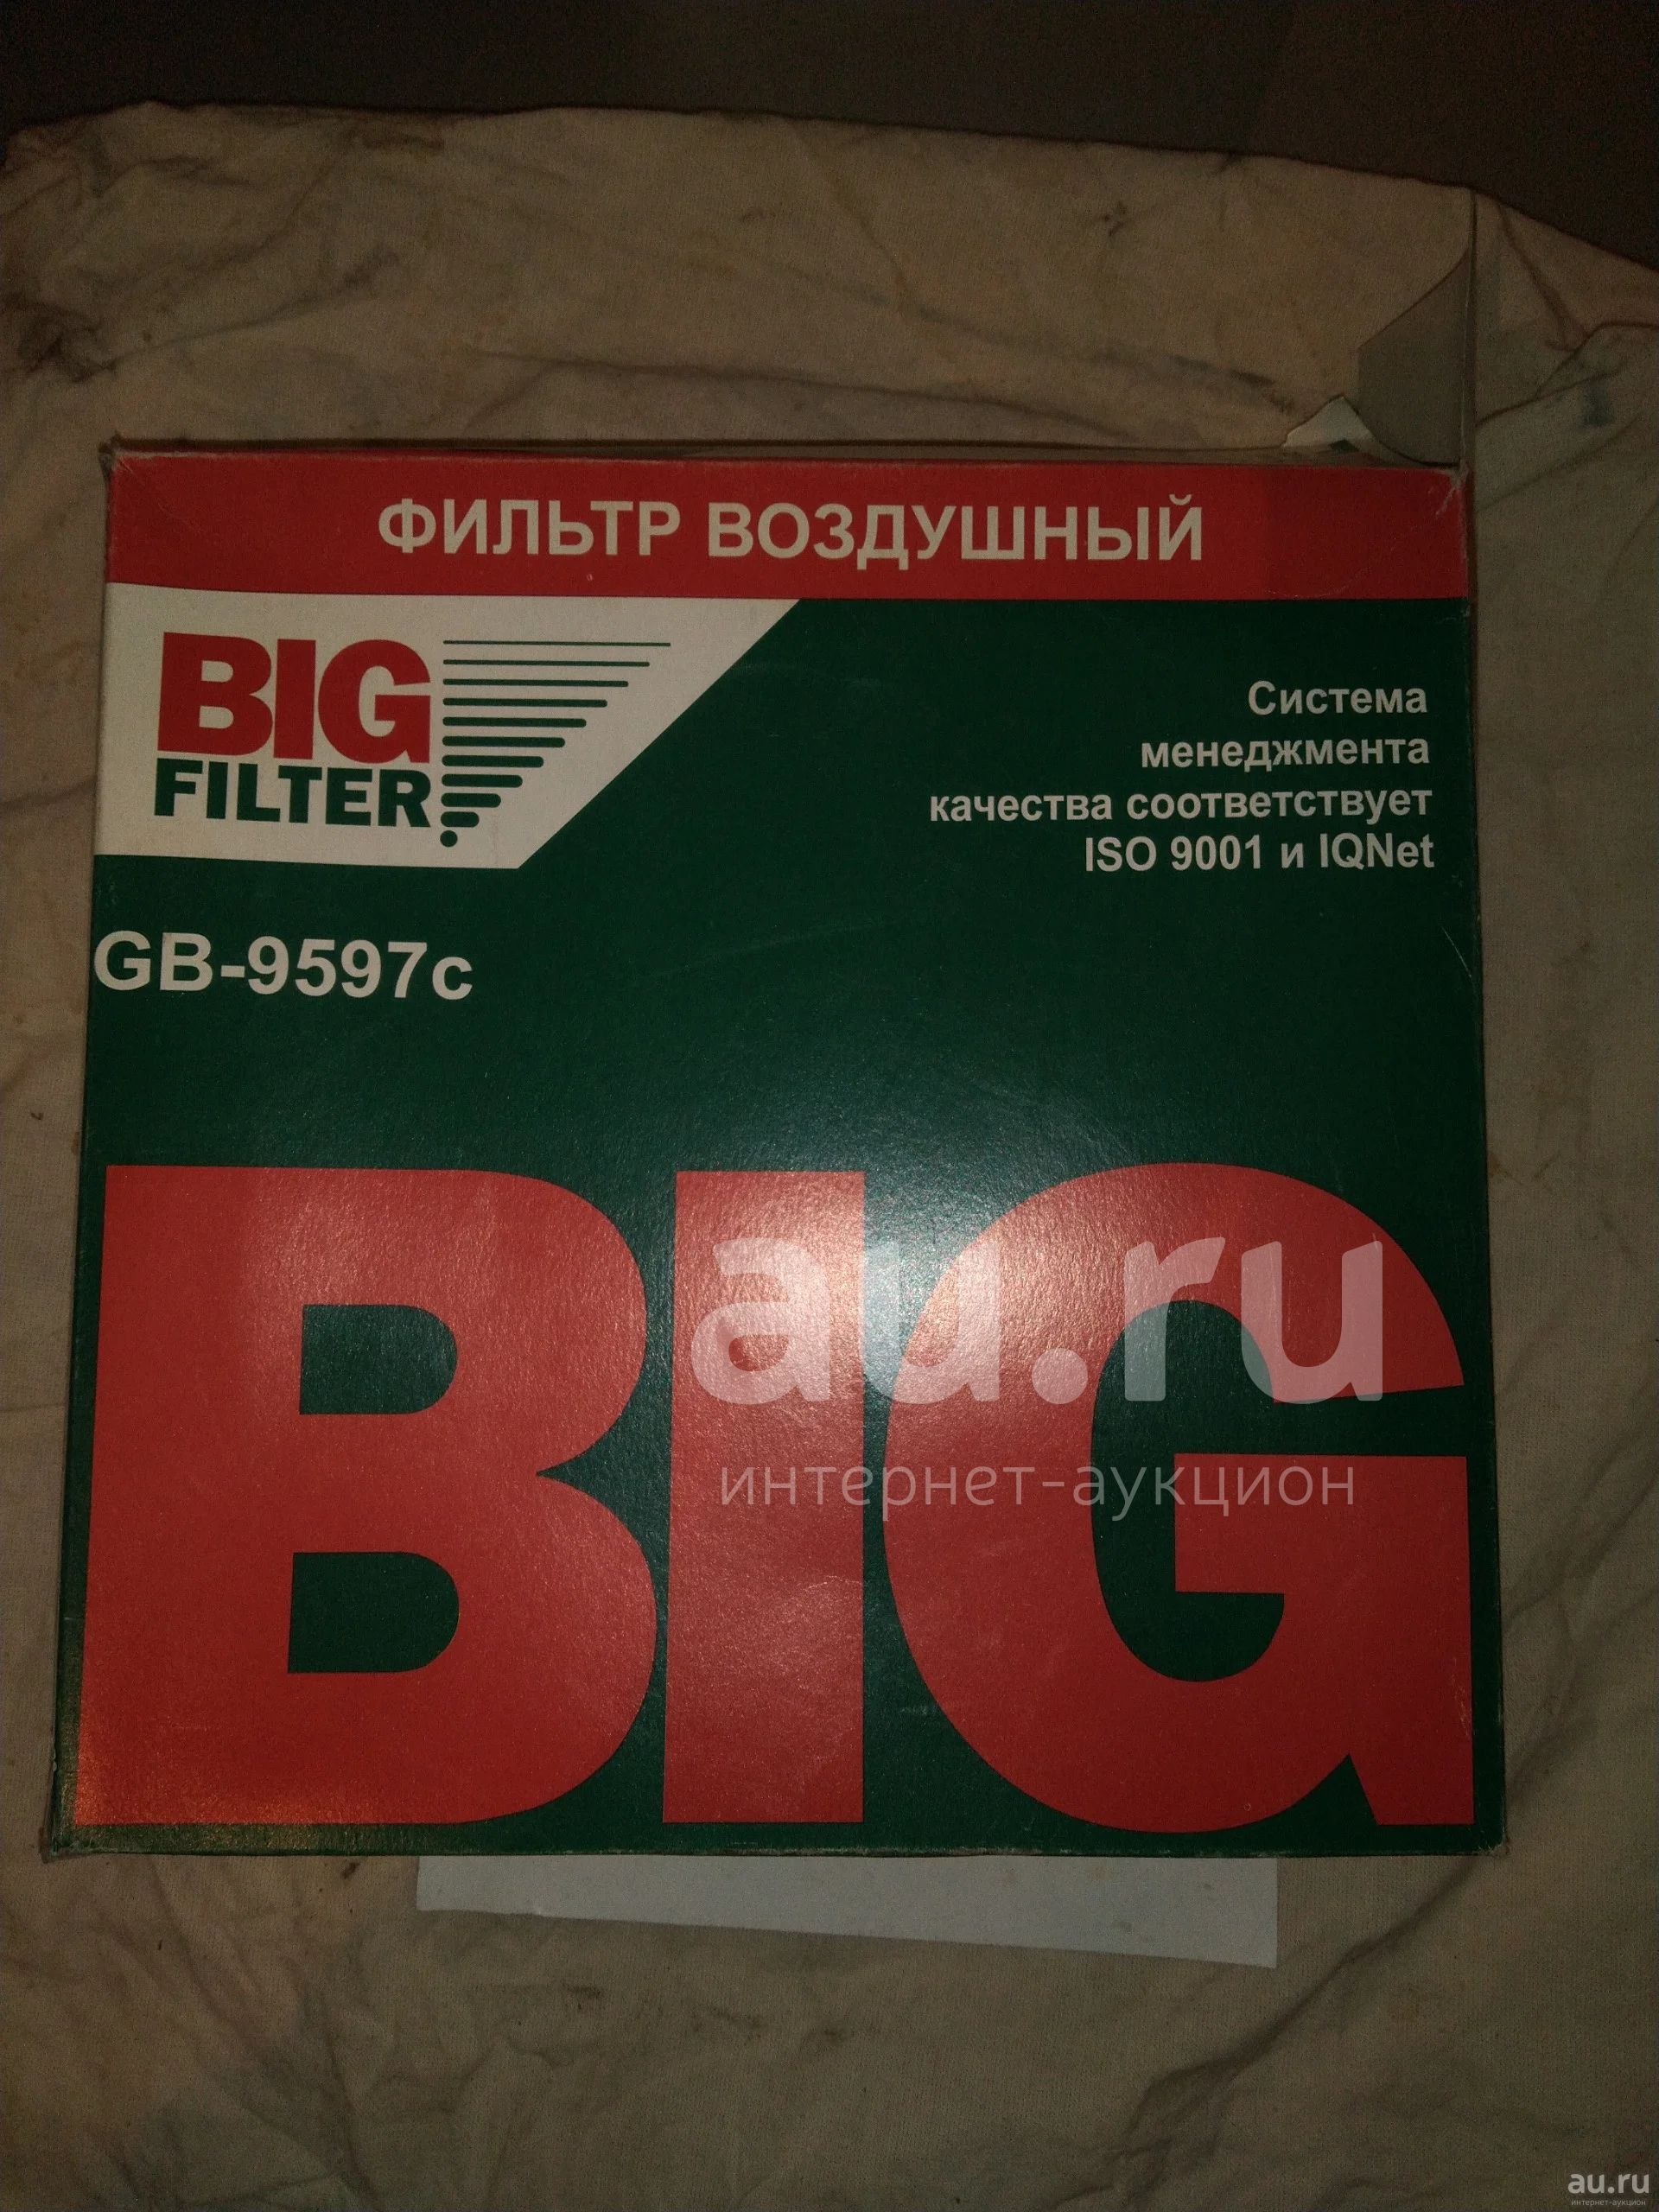 ФИЛЬТР ВОЗДУШНЫЙ
BIG
FILTER
Система
менеджмента
качества соответствует
ISO 9001 и IQNet
GB-9597c
BIG
au.ru
интернет-аукцион
au.ru
интернет-аукцион